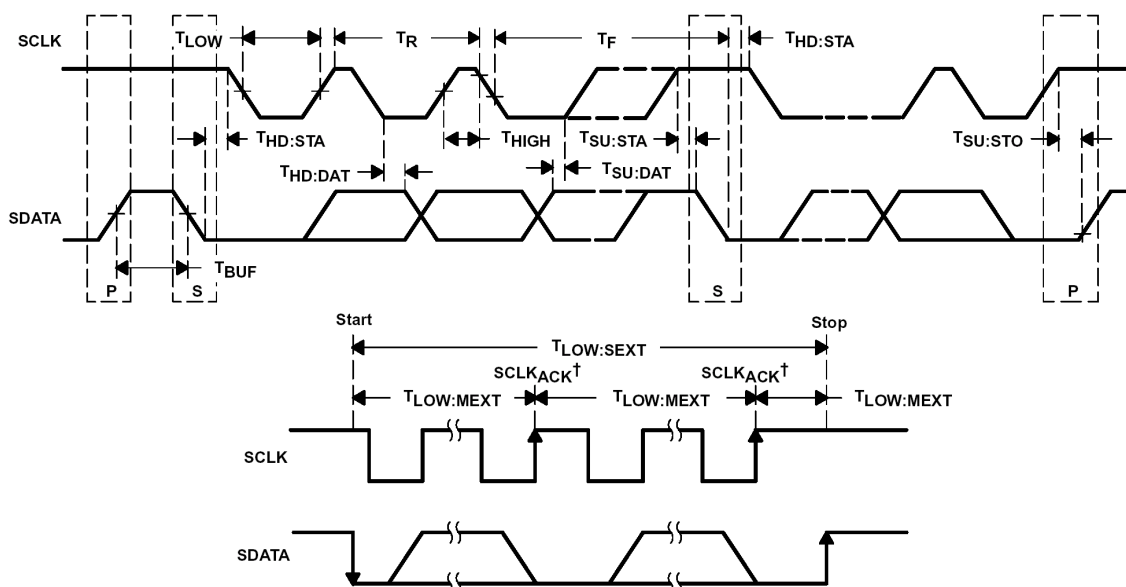 SCLK
TLOW
TR
TF
THD:STA
THD:STA
THIGH
TSU:STA
TSU:STO
THD:DAT
TSU:DAT
SDATA
TBUF
P
S
S
P
Start
Stop
TLOW:SEXT
SCLKACK†
SCLKACK†
TLOW:MEXT
TLOW:MEXT
TLOW:MEXT
SCLK
SDATA